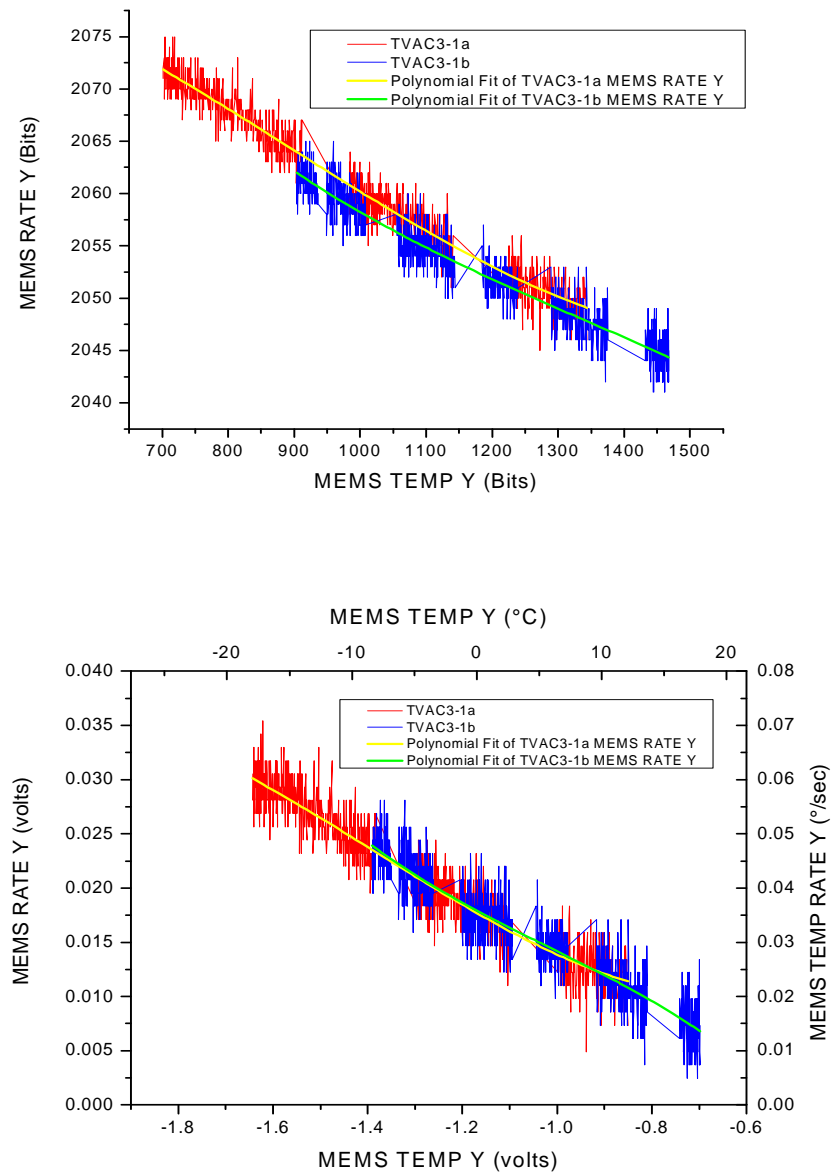 TVAC3-1a
TVAC3-1b
Polynomial Fit of TVAC3-1a MEMS RATE Y
Polynomial Fit of TVAC3-1b MEMS RATE Y
2075
2070
2065
2060
2055
2050
2045
2040
MEMS RATE Y (Bits)
700 800 900 1000 1100 1200 1300 1400 1500
MEMS TEMP Y (Bits)
MEMS TEMP Y (°C)
-20 -10 0 10 20
TVAC3-1a
TVAC3-1b
Polynomial Fit of TVAC3-1a MEMS RATE Y
Polynomial Fit of TVAC3-1b MEMS RATE Y
0.040
0.035
0.030
0.025
0.020
0.015
0.010
0.005
0.000
MEMS RATE Y (volts)
0.08
0.07
0.06
0.05
0.04
0.03
0.02
0.01
0.00
MEMS TEMP RATE Y (°/sec)
-1.8 -1.6 -1.4 -1.2 -1.0 -0.8 -0.6
MEMS TEMP Y (volts)